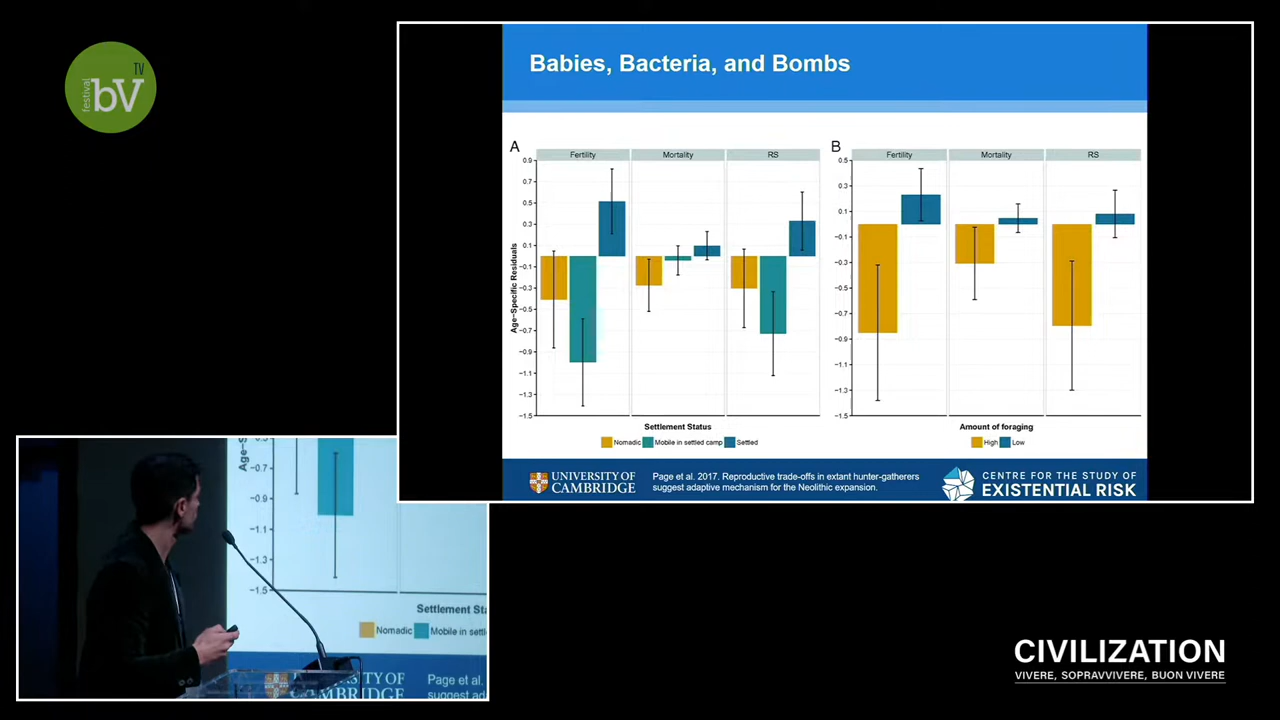 festival bV TV
Babies, Bacteria, and Bombs
A
Fertility
Mortality
RS
Age-Specific Residuals
0.9
0.7
0.5
0.3
0.1
−0.1
−0.3
−0.5
−0.7
−0.9
−1.1
−1.3
−1.5
Settlement Status
Nomadic Mobile in settled camp Settled
B
Fertility
Mortality
RS
0.5
0.3
0.1
−0.1
−0.3
−0.5
−0.7
−0.9
−1.1
−1.3
−1.5
Amount of foraging
High Low
UNIVERSITY OF
CAMBRIDGE
Page et al. 2017. Reproductive trade-offs in extant hunter-gatherers
suggest adaptive mechanism for the Neolithic expansion.
CENTRE FOR THE STUDY OF
EXISTENTIAL RISK
Age-S
−0.7
−0.9
−1.1
−1.3
−1.5
Settlement Sta
Nomadic Mobile in settl
SITY OF
CAMBRIDGE
Page et al.
suggest ad
CIVILIZATION
VIVERE, SOPRAVVIVERE, BUON VIVERE